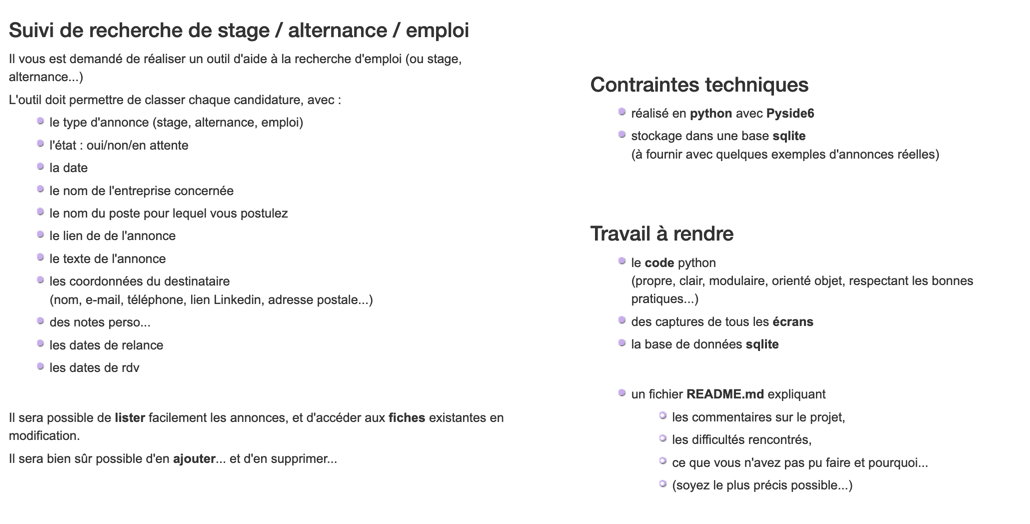 Suivi de recherche de stage / alternance / emploi
Il vous est demandé de réaliser un outil d'aide à la recherche d'emploi (ou stage,
alternance...)
L'outil doit permettre de classer chaque candidature, avec :
le type d'annonce (stage, alternance, emploi)
l'état : oui/non/en attente
la date
le nom de l'entreprise concernée
le nom du poste pour lequel vous postulez
le lien de de l'annonce
le texte de l'annonce
les coordonnées du destinataire
(nom, e-mail, téléphone, lien Linkedin, adresse postale...)
des notes perso...
les dates de relance
les dates de rdv
Il sera possible de lister facilement les annonces, et d'accéder aux fiches existantes en
modification.
Il sera bien sûr possible d'en ajouter... et d'en supprimer...
Contraintes techniques
réalisé en python avec Pyside6
stockage dans une base sqlite
(à fournir avec quelques exemples d'annonces réelles)
Travail à rendre
le code python
(propre, clair, modulaire, orienté objet, respectant les bonnes
pratiques...)
des captures de tous les écrans
la base de données sqlite
un fichier README.md expliquant
les commentaires sur le projet,
les difficultés rencontrés,
ce que vous n'avez pas pu faire et pourquoi...
(soyez le plus précis possible...)